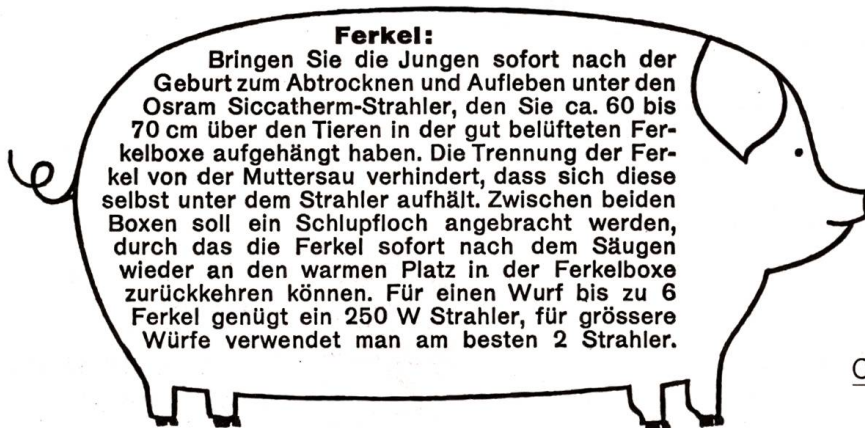 Ferkel:
Bringen Sie die Jungen sofort nach der
Geburt zum Abtrocknen und Aufleben unter den
Osram Siccatherm-Strahler, den Sie ca. 60 bis
70 cm über den Tieren in der gut belüfteten Fer-
kelboxe aufgehängt haben. Die Trennung der Fer-
kel von der Muttersau verhindert, dass sich diese
selbst unter dem Strahler aufhält. Zwischen beiden
Boxen soll ein Schlupfloch angebracht werden,
durch das die Ferkel sofort nach dem Säugen
wieder an den warmen Platz in der Ferkelboxe
zurückkehren können. Für einen Wurf bis zu 6
Ferkel genügt ein 250 W Strahler, für grössere
Würfe verwendet man am besten 2 Strahler.